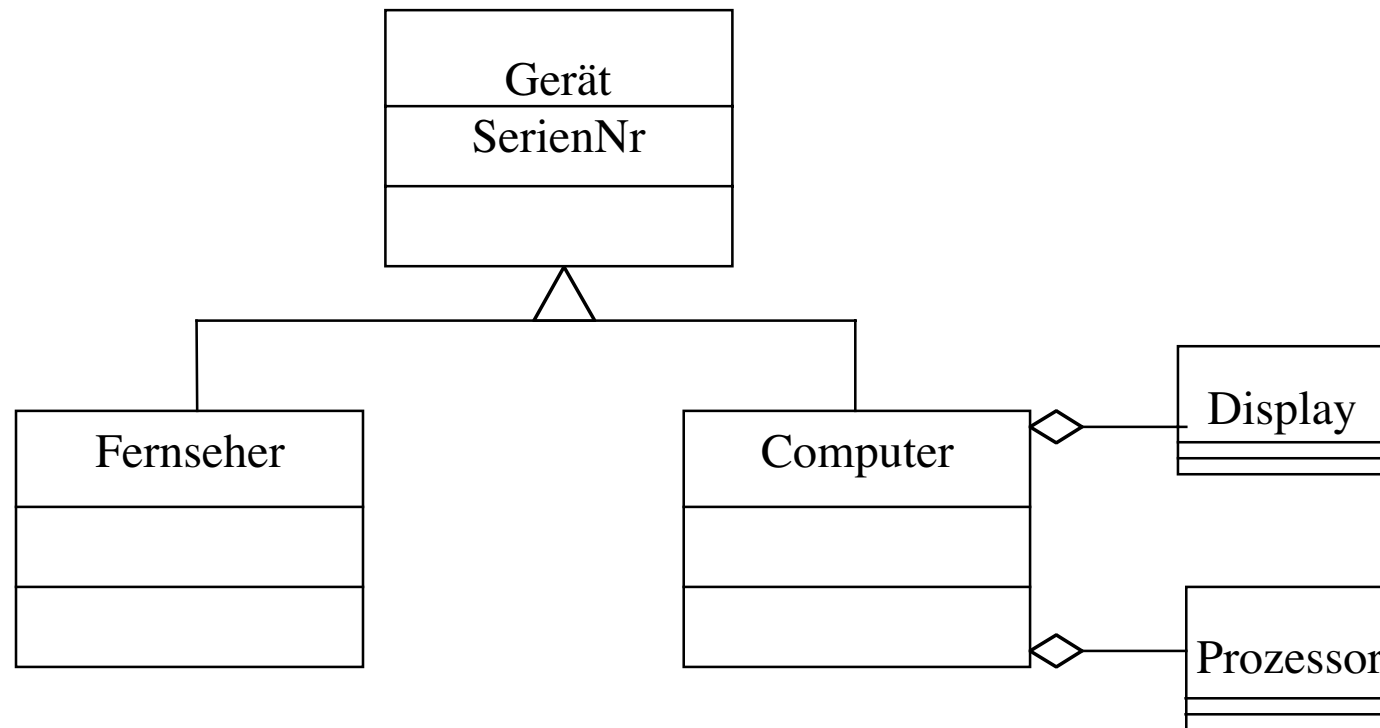 Gerät
SerienNr
Fernseher
Computer
Display
Prozessor